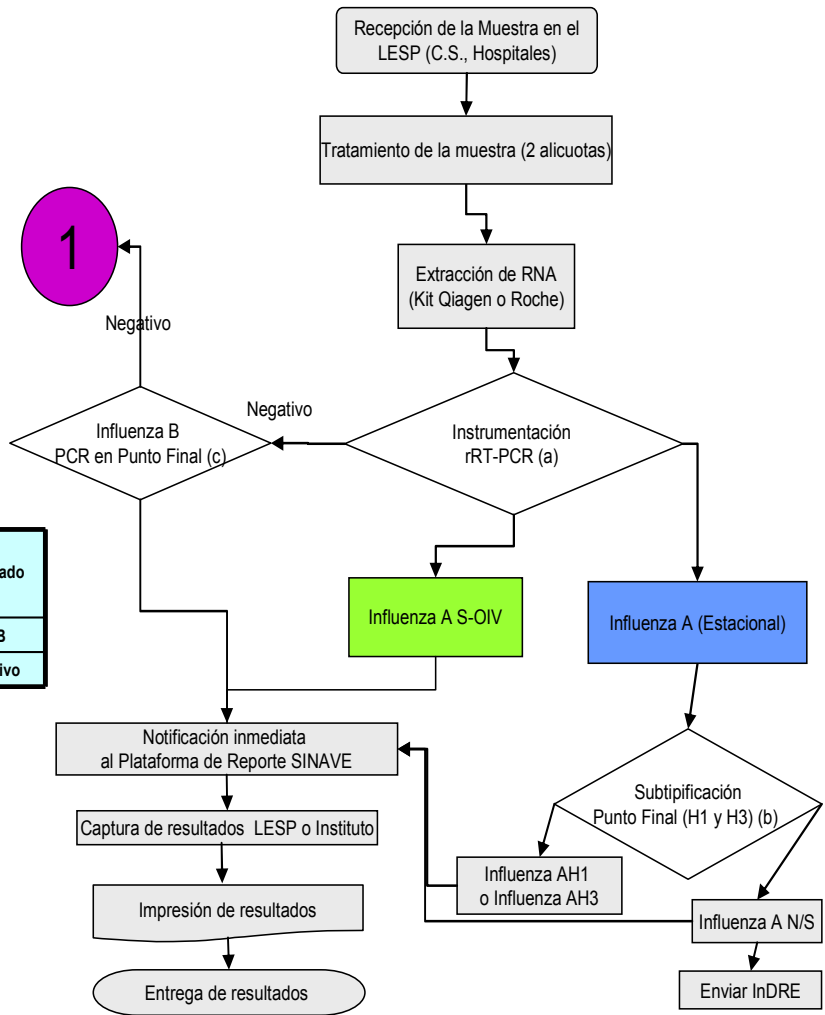 Recepción de la Muestra en el
LESP (C.S., Hospitales)
Tratamiento de la muestra (2 alicuotas)
1
Extracción de RNA
(Kit Qiagen o Roche)
Negativo
Negativo
Influenza B
PCR en Punto Final (c)
Instrumentación
rRT-PCR (a)
Influenza A S-OIV
Influenza A (Estacional)
Notificación inmediata
al Plataforma de Reporte SINAVE
Subtipificación
Punto Final (H1 y H3) (b)
Captura de resultados LESP o Instituto
Influenza AH1
o Influenza AH3
Impresión de resultados
Influenza A N/S
Entrega de resultados
Enviar InDRE